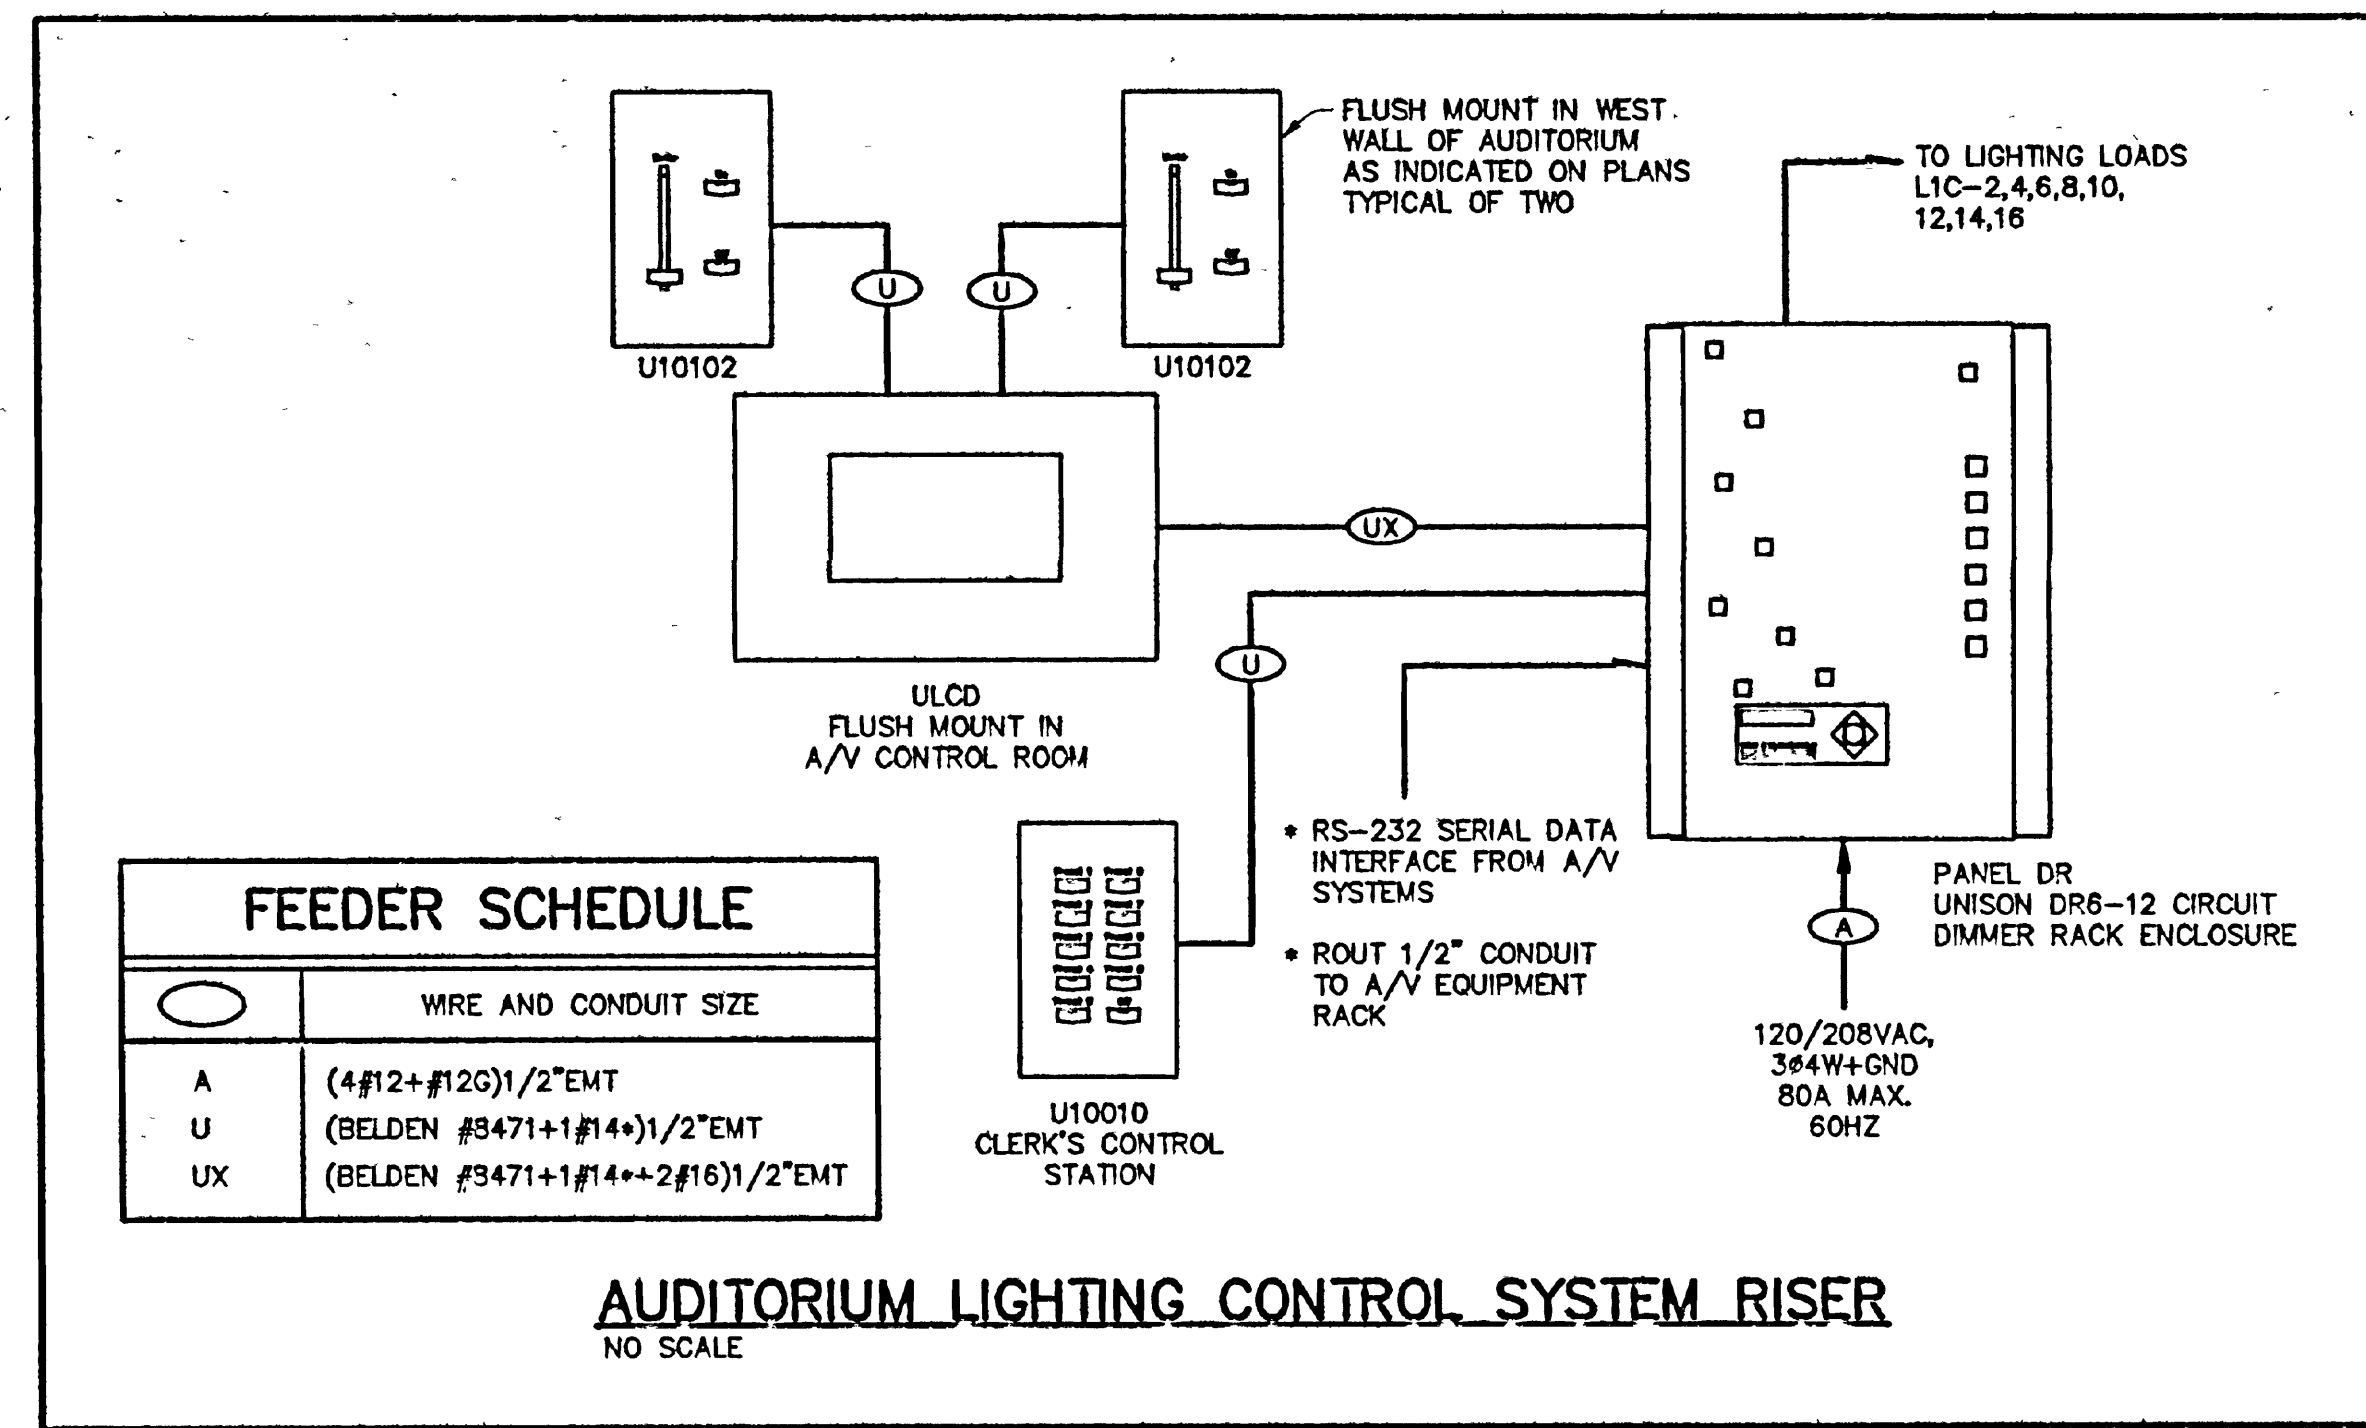 FLUSH MOUNT IN WEST
WALL OF AUDITORIUM
AS INDICATED ON PLANS
TYPICAL OF TWO
TO LIGHTING LOADS
L1C-2,4,6,8,10,
12,14,16
U
U
U10102
U10102
UX
U
ULCD
FLUSH MOUNT IN
A/V CONTROL ROOM
* RS-232 SERIAL DATA
INTERFACE FROM A/V
SYSTEMS
* ROUT 1/2" CONDUIT
TO A/V EQUIPMENT
RACK
PANEL DR
UNISON DR6-12 CIRCUIT
DIMMER RACK ENCLOSURE
A
120/208VAC,
3ø4W+GND
80A MAX.
60HZ
U10010
CLERK'S CONTROL
STATION
FEEDER SCHEDULE
WIRE AND CONDUIT SIZE
A (4#12+#12G)1/2"EMT
U (BELDEN #8471+1#14*)1/2"EMT
UX (BELDEN #8471+1#14*+2#16)1/2"EMT
AUDITORIUM LIGHTING CONTROL SYSTEM RISER
NO SCALE